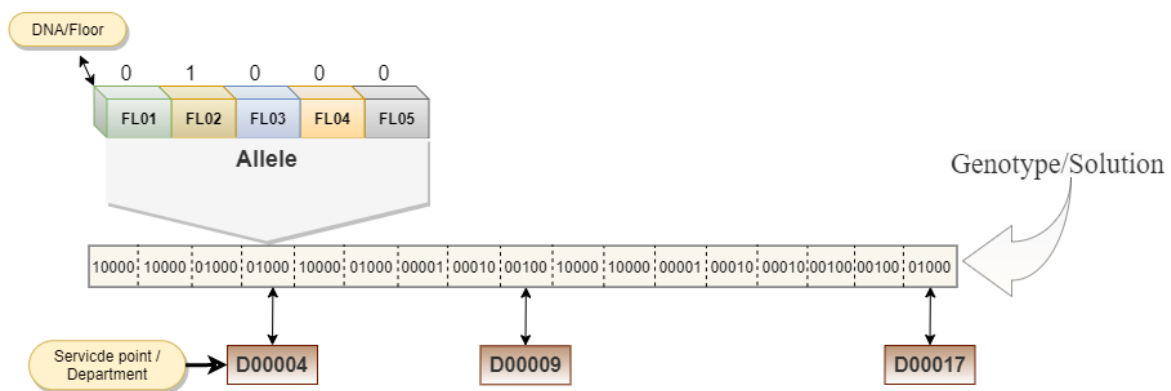 DNA/Floor
0 1 0 0 0
FL01 FL02 FL03 FL04 FL05
Allele
Genotype/Solution
10000 10000 01000 01000 10000 01000 00001 00010 00100 10000 10000 00001 00010 00010 00100 00100 01000
Servicde point /
Department
D00004 D00009 D00017